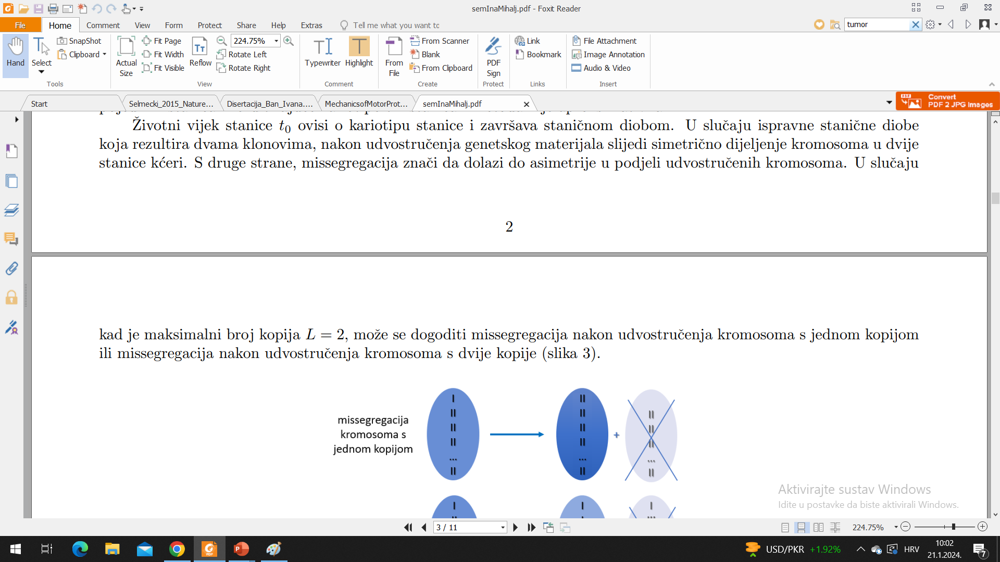 semInaMihalj.pdf - Foxit Reader
File Home Comment View Form Protect Share Help Extras Tell me what you want to
tumor
Hand
Select
SnapShot
Clipboard
Tools
Actual Size
Fit Page
Fit Width
Fit Visible
Reflow
224.75%
Rotate Left
Rotate Right
View
Typewriter
Highlight
Comment
From File
From Scanner
Blank
From Clipboard
Create
PDF Sign
Protect
Link
Bookmark
Links
File Attachment
Image Annotation
Audio & Video
Insert
Start
Selmecki_2015_Nature...
Disertacija_Ban_Ivana....
MechanicsofMotorProt...
semInaMihalj.pdf
Convert
PDF 2 JPG Images
Životni vijek stanice t0 ovisi o kariotipu stanice i završava staničnom diobom. U slučaju ispravne stanične diobe
koja rezultira dvama klonovima, nakon udvostručenja genetskog materijala slijedi simetrično dijeljenje kromosoma u dvije
stanice kćeri. S druge strane, missegregacija znači da dolazi do asimetrije u podjeli udvostručenih kromosoma. U slučaju
2
kad je maksimalni broj kopija L = 2, može se dogoditi missegregacija nakon udvostručenja kromosoma s jednom kopijom
ili missegregacija nakon udvostručenja kromosoma s dvije kopije (slika 3).
missegregacija
kromosoma s
jednom kopijom
+
...
...
...
Aktivirajte sustav Windows
Idite u postavke da biste aktivirali Windows.
3 / 11
224.75%
USD/PKR +1.92%
HRV
10:02
21.1.2024.
7